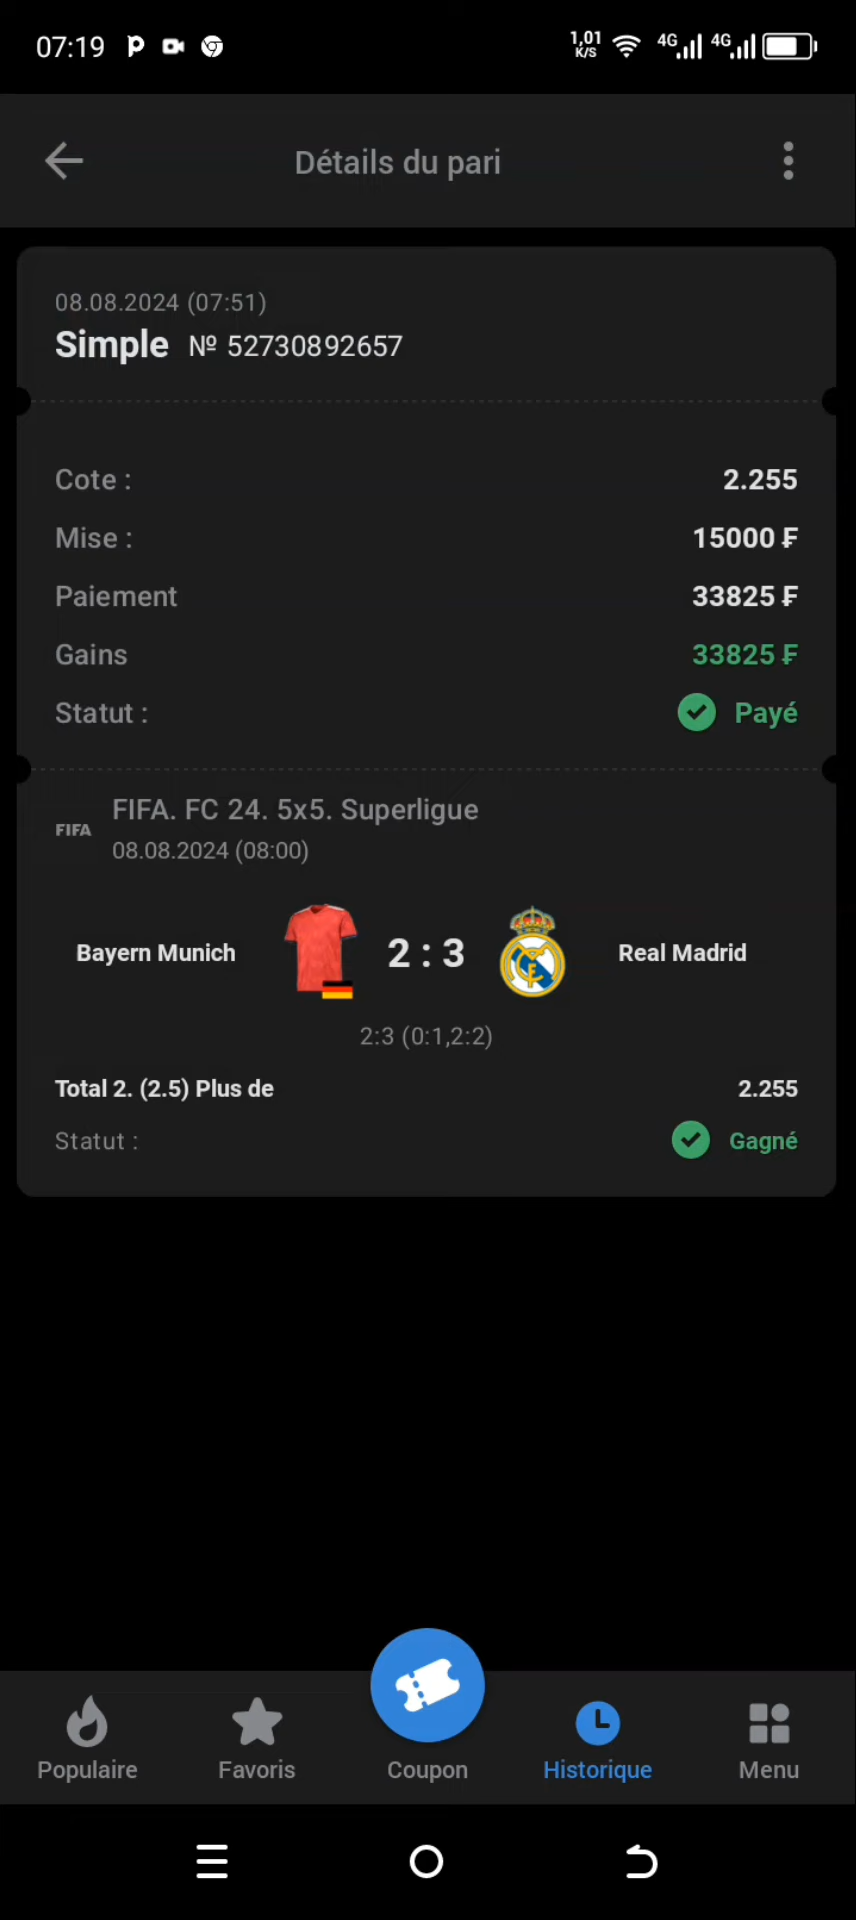 07:19
1,01 K/S 4G 4G
Détails du pari
08.08.2024 (07:51)
Simple № 52730892657
Cote : 2.255
Mise : 15000 ₣
Paiement 33825 ₣
Gains 33825 ₣
Statut : Payé
FIFA
FIFA. FC 24. 5x5. Superligue
08.08.2024 (08:00)
Bayern Munich 2 : 3 Real Madrid
2:3 (0:1,2:2)
Total 2. (2.5) Plus de 2.255
Statut : Gagné
Populaire Favoris Coupon Historique Menu